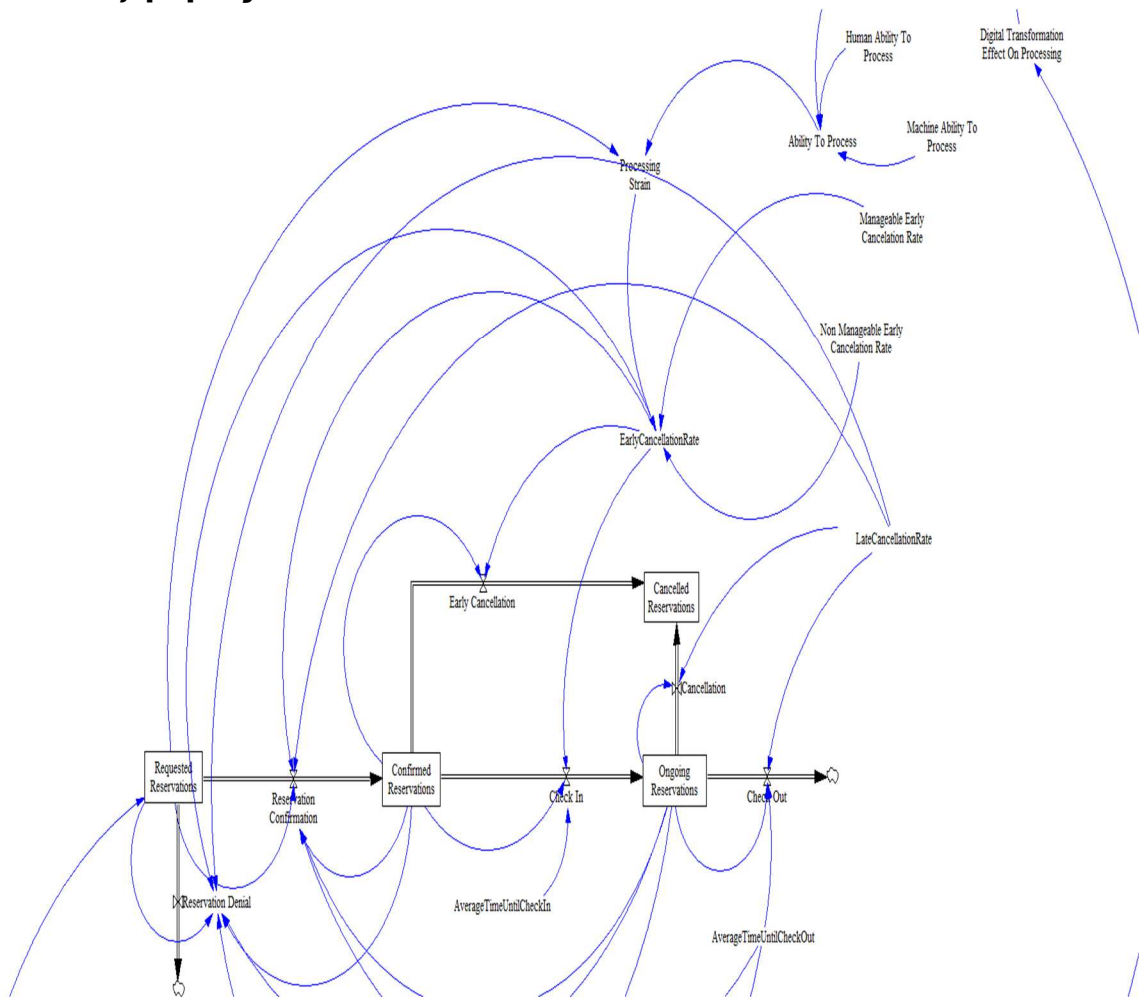 Human Ability To
Process
Digital Transformation
Effect On Processing
Ability To Process
Machine Ability To
Process
Processing
Strain
Manageable Early
Cancelation Rate
Non Manageable Early
Cancelation Rate
EarlyCancellationRate
LateCancellationRate
Early Cancellation
Cancelled
Reservations
Cancellation
Requested
Reservations
Reservation
Confirmation
Confirmed
Reservations
Check In
Ongoing
Reservations
Check Out
Reservation Denial
AverageTimeUntilCheckIn
AverageTimeUntilCheckOut